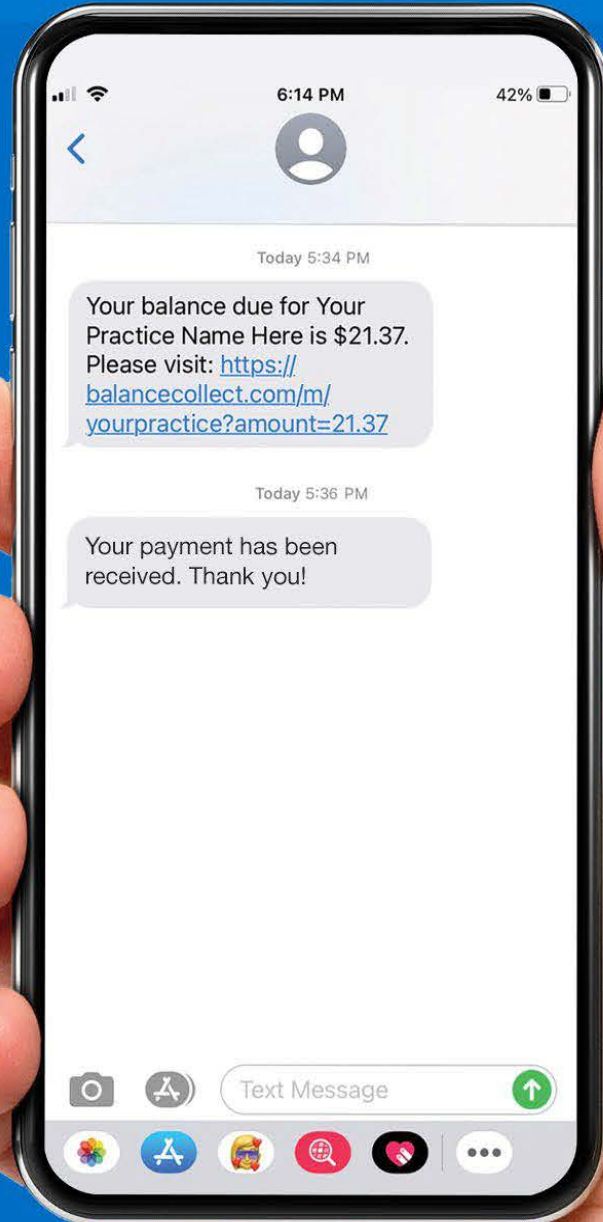 6:14 PM 42%
Today 5:34 PM
Your balance due for Your
Practice Name Here is $21.37.
Please visit: https://
balancecollect.com/m/
yourpractice?amount=21.37
Today 5:36 PM
Your payment has been
received. Thank you!
Text Message